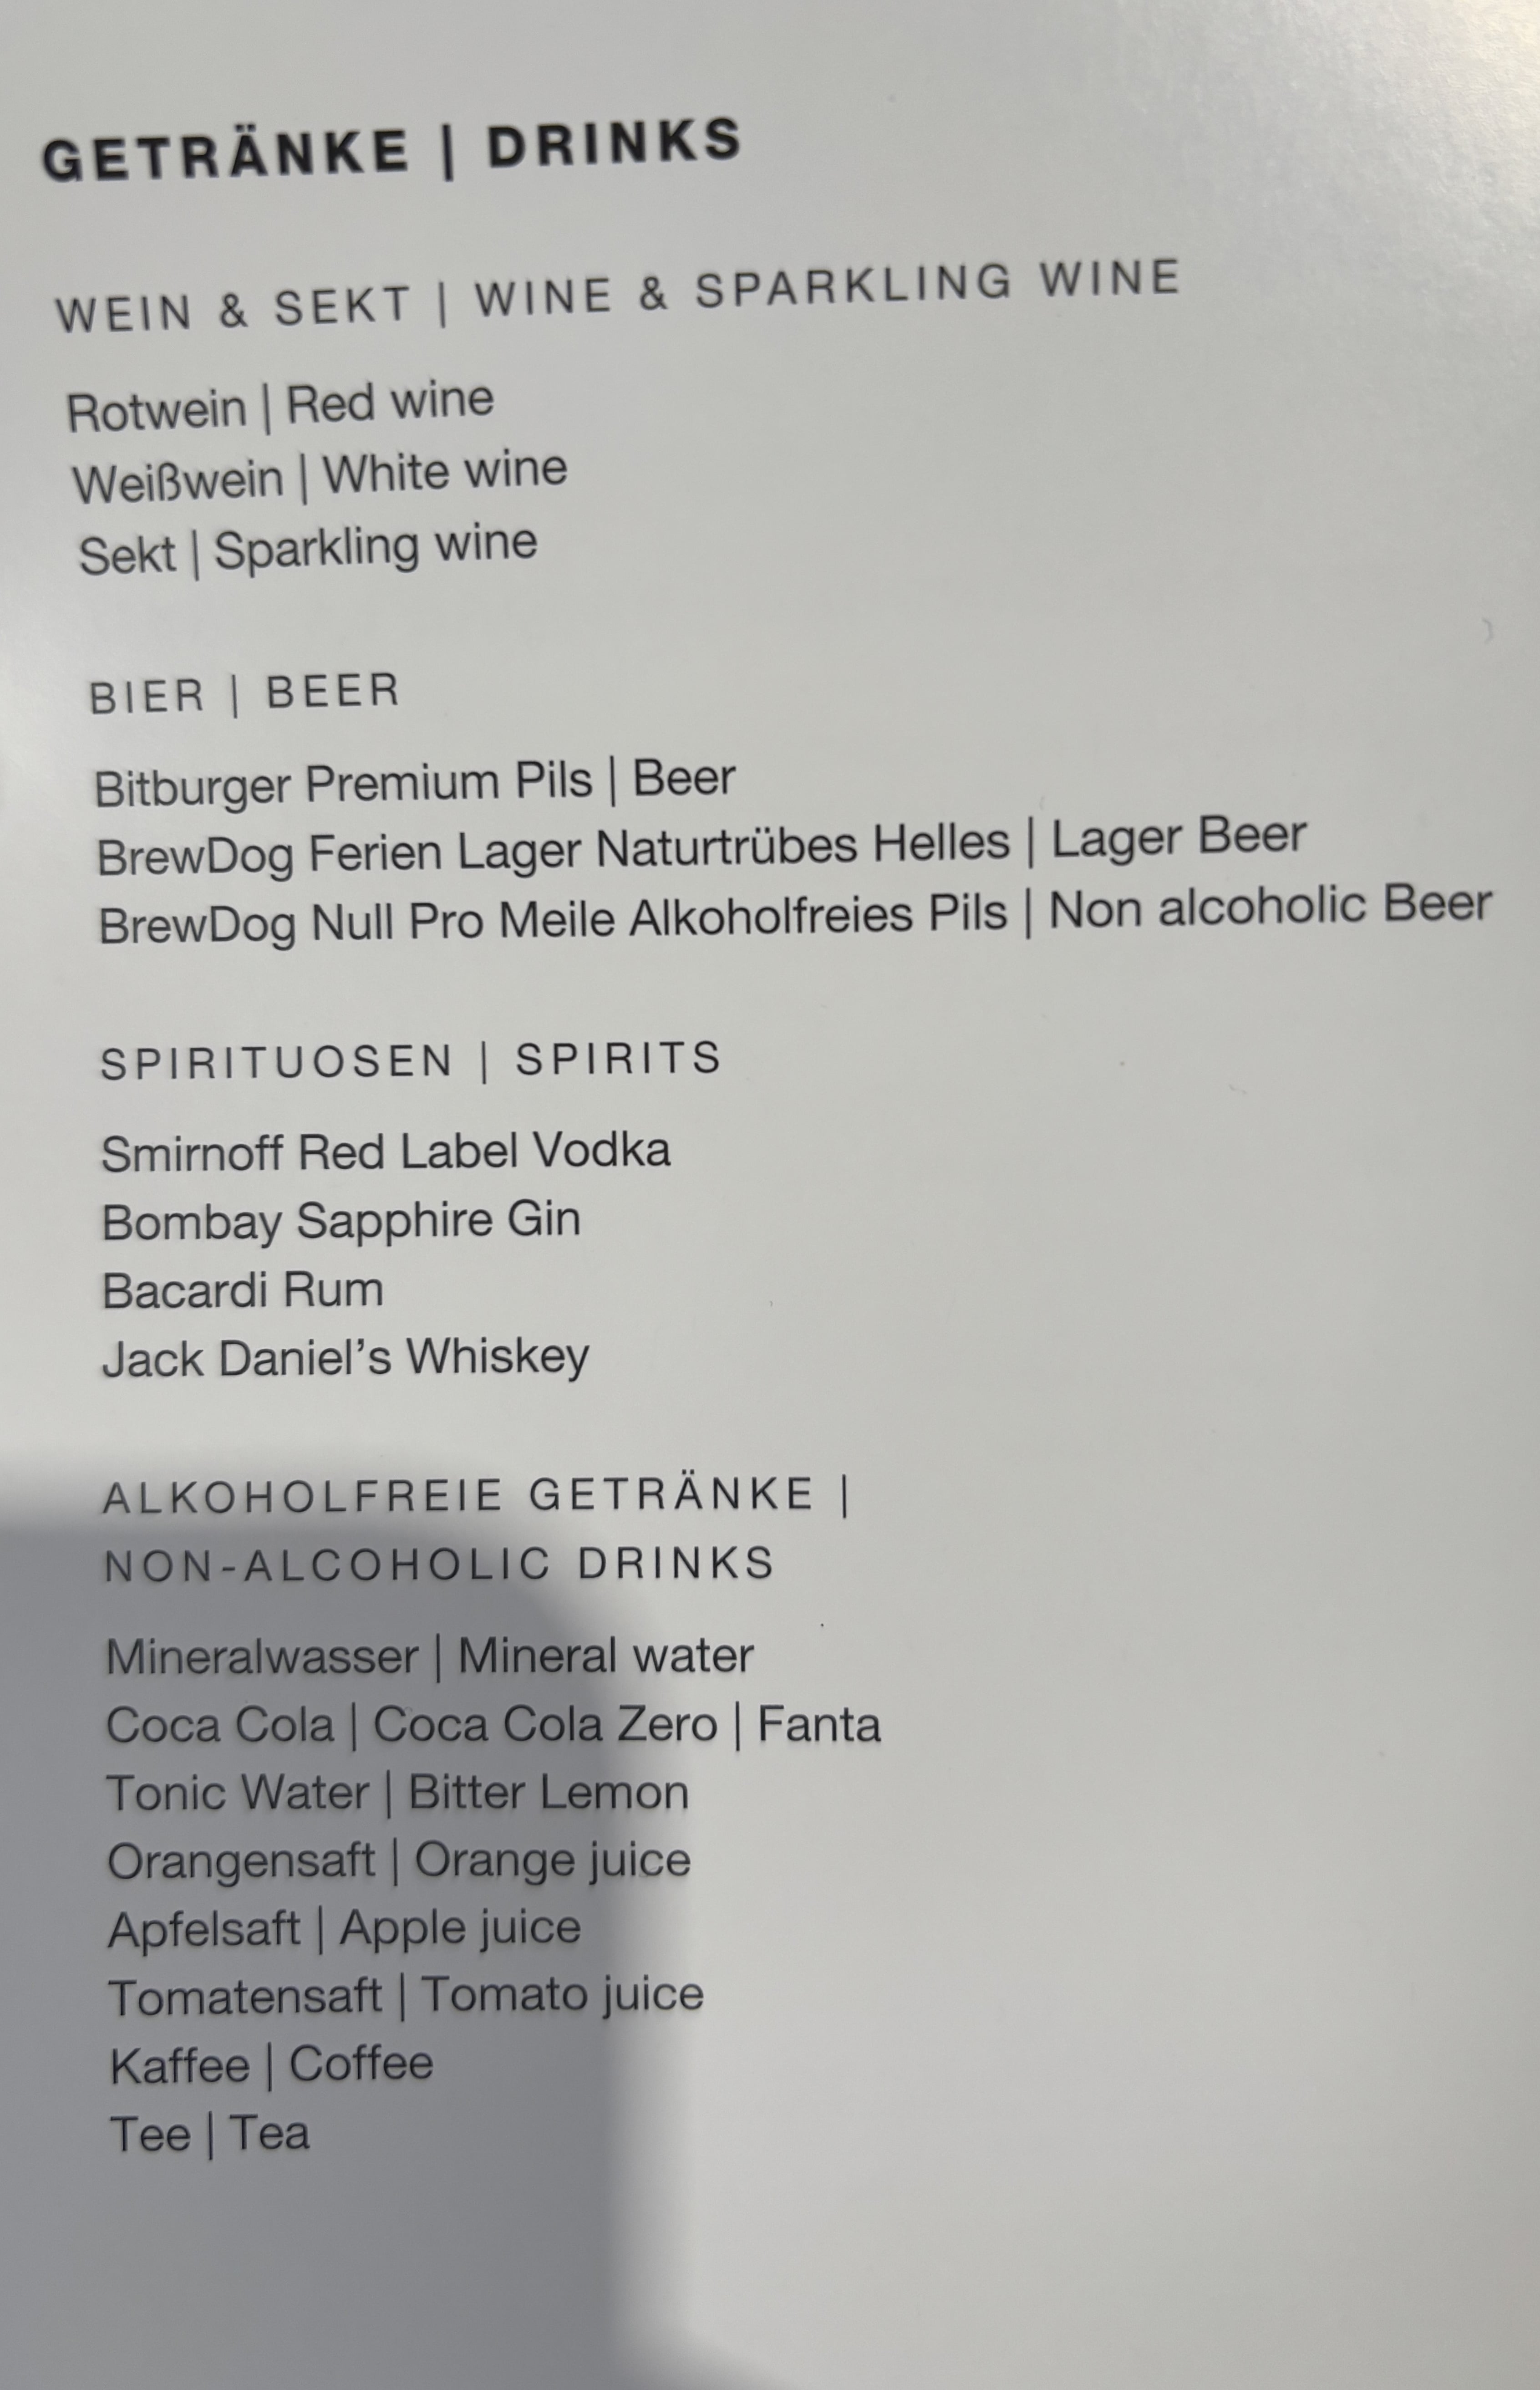 GETRÄNKE | DRINKS
WEIN & SEKT | WINE & SPARKLING WINE
Rotwein | Red wine
Weißwein | White wine
Sekt | Sparkling wine
BIER | BEER
Bitburger Premium Pils | Beer
BrewDog Ferien Lager Naturtrübes Helles | Lager Beer
BrewDog Null Pro Meile Alkoholfreies Pils | Non alcoholic Beer
SPIRITUOSEN | SPIRITS
Smirnoff Red Label Vodka
Bombay Sapphire Gin
Bacardi Rum
Jack Daniel’s Whiskey
ALKOHOLFREIE GETRÄNKE |
NON-ALCOHOLIC DRINKS
Mineralwasser | Mineral water
Coca Cola | Coca Cola Zero | Fanta
Tonic Water | Bitter Lemon
Orangensaft | Orange juice
Apfelsaft | Apple juice
Tomatensaft | Tomato juice
Kaffee | Coffee
Tee | Tea